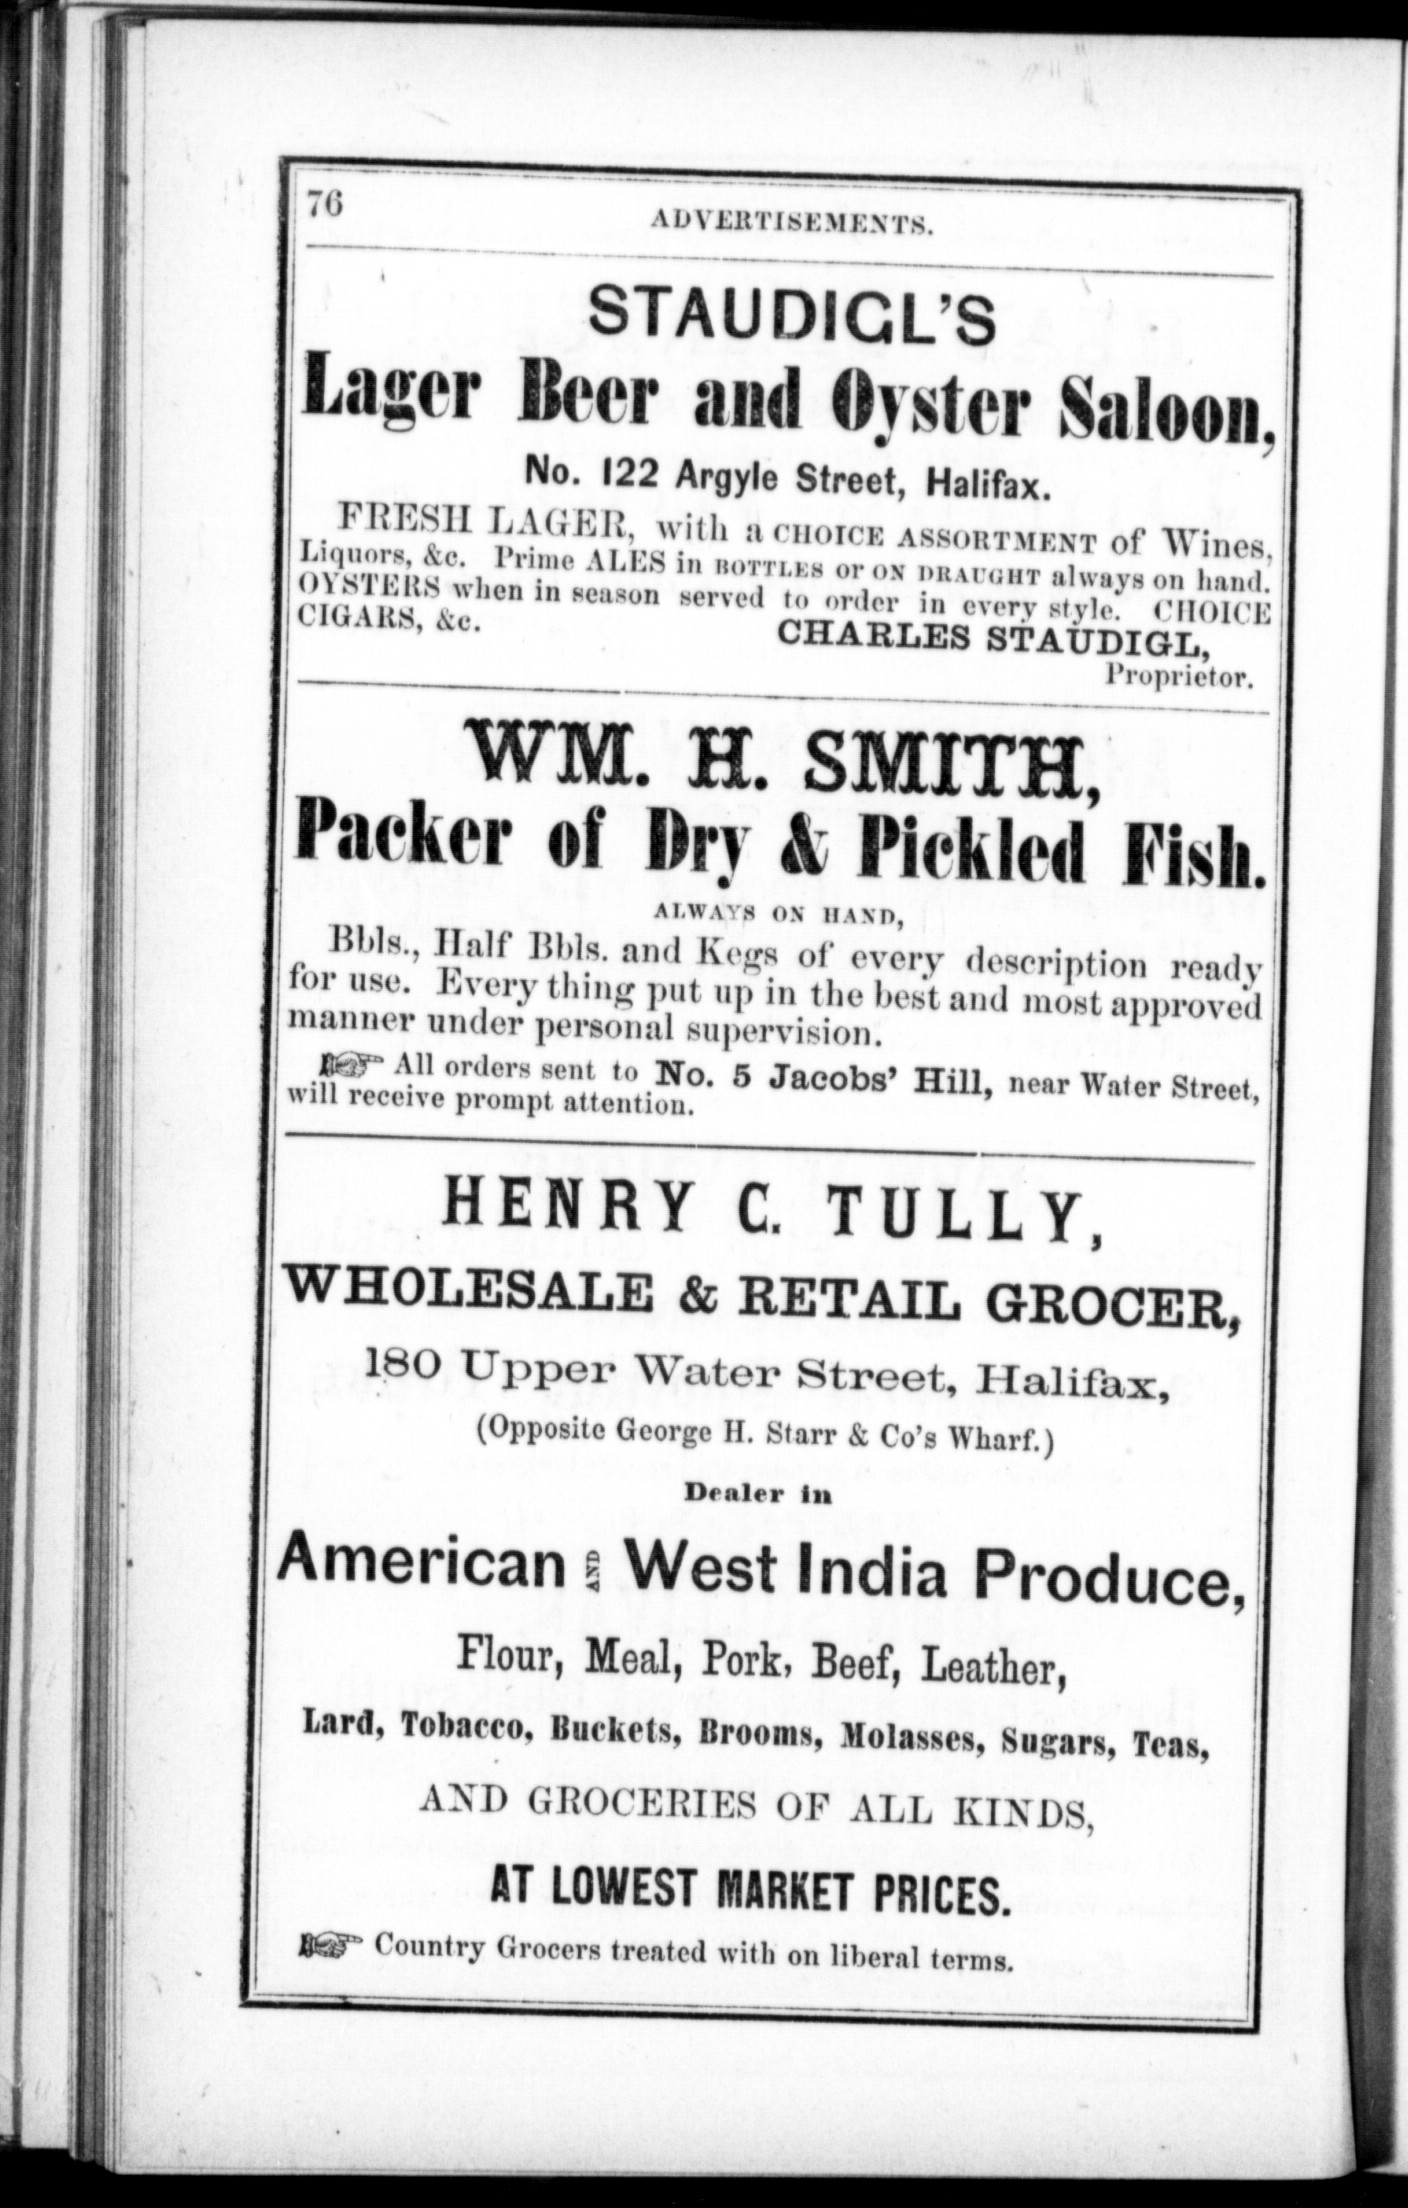 76
ADVERTISEMENTS.
STAUDIGL'S
Lager Beer and Oyster Saloon,
No. 122 Argyle Street, Halifax.
FRESH LAGER, with a CHOICE ASSORTMENT of Wines,
Liquors, &c. Prime ALES in BOTTLES or ON DRAUGHT always on hand.
OYSTERS when in season served to order in every style. CHOICE
CIGARS, &c.
CHARLES STAUDIGL,
Proprietor.
WM. H. SMITH,
Packer of Dry & Pickled Fish.
ALWAYS ON HAND,
Bbls., Half Bbls. and Kegs of every description ready
for use. Every thing put up in the best and most approved
manner under personal supervision.
☞ All orders sent to No. 5 Jacobs' Hill, near Water Street,
will receive prompt attention.
HENRY C. TULLY,
WHOLESALE & RETAIL GROCER,
180 Upper Water Street, Halifax,
(Opposite George H. Starr & Co's Wharf.)
Dealer in
American AND West India Produce,
Flour, Meal, Pork, Beef, Leather,
Lard, Tobacco, Buckets, Brooms, Molasses, Sugars, Teas,
AND GROCERIES OF ALL KINDS,
AT LOWEST MARKET PRICES.
☞ Country Grocers treated with on liberal terms.